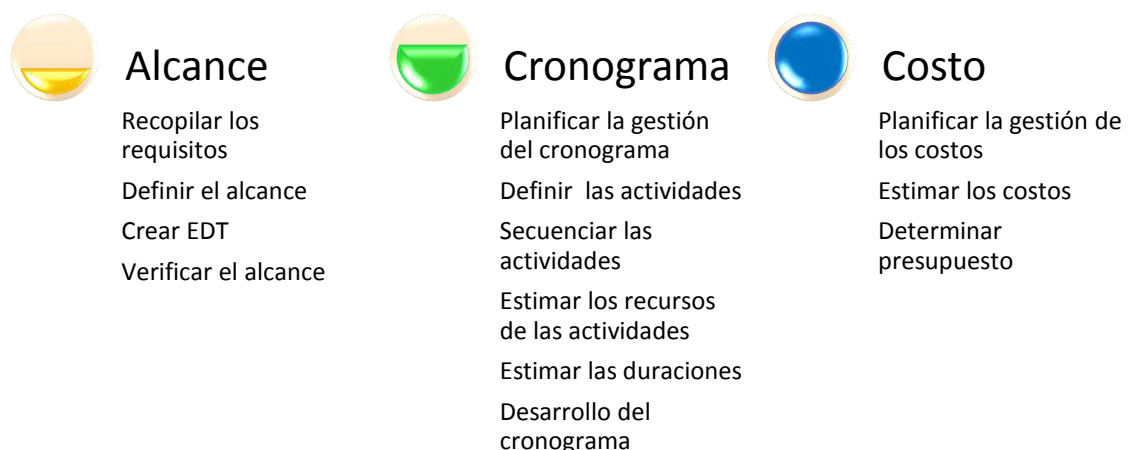 Alcance
Recopilar los
requisitos
Definir el alcance
Crear EDT
Verificar el alcance
Cronograma
Planificar la gestión
del cronograma
Definir las actividades
Secuenciar las
actividades
Estimar los recursos
de las actividades
Estimar las duraciones
Desarrollo del
cronograma
Costo
Planificar la gestión de
los costos
Estimar los costos
Determinar
presupuesto